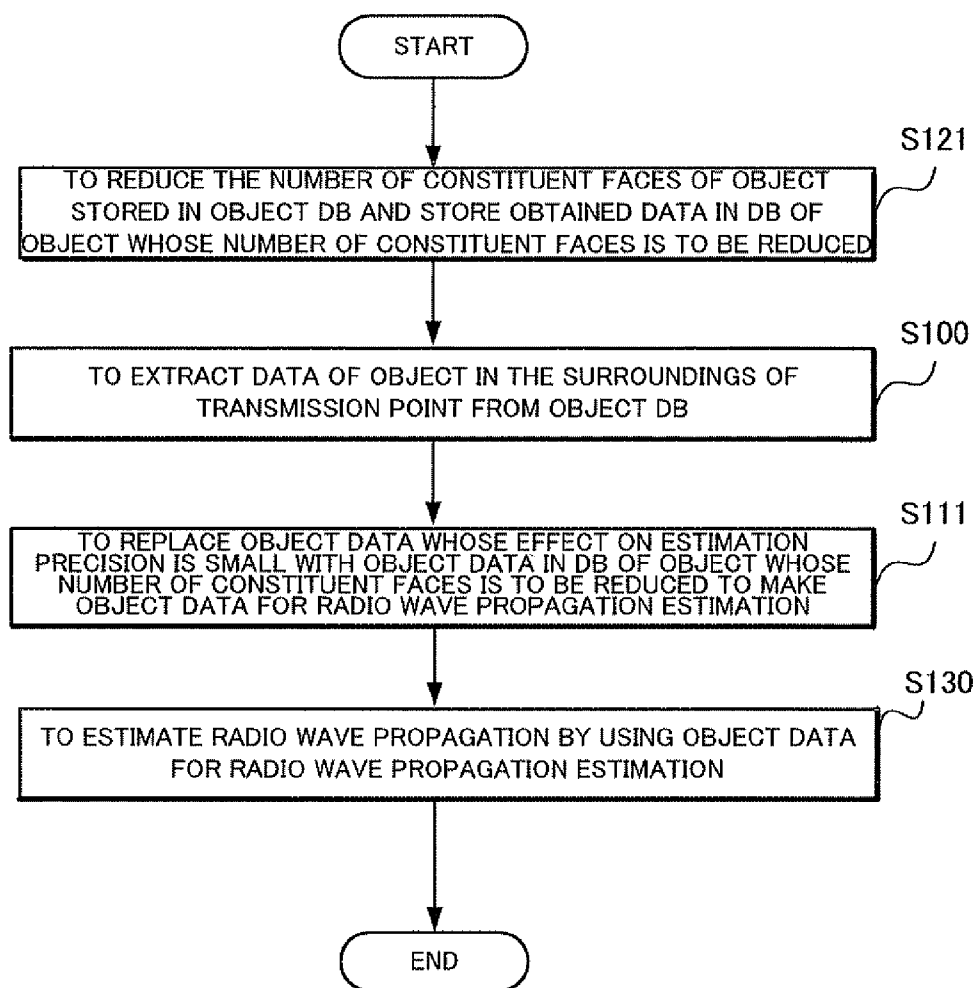 START
S121
TO REDUCE THE NUMBER OF CONSTITUENT FACES OF OBJECT
STORED IN OBJECT DB AND STORE OBTAINED DATA IN DB OF
OBJECT WHOSE NUMBER OF CONSTITUENT FACES IS TO BE REDUCED
S100
TO EXTRACT DATA OF OBJECT IN THE SURROUNDINGS OF
TRANSMISSION POINT FROM OBJECT DB
S111
TO REPLACE OBJECT DATA WHOSE EFFECT ON ESTIMATION
PRECISION IS SMALL WITH OBJECT DATA IN DB OF OBJECT WHOSE
NUMBER OF CONSTITUENT FACES IS TO BE REDUCED TO MAKE
OBJECT DATA FOR RADIO WAVE PROPAGATION ESTIMATION
S130
TO ESTIMATE RADIO WAVE PROPAGATION BY USING OBJECT DATA
FOR RADIO WAVE PROPAGATION ESTIMATION
END